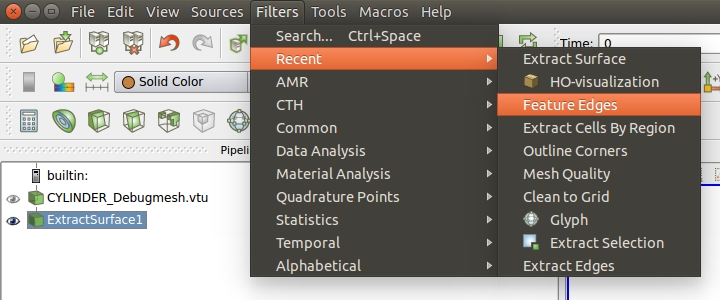 File Edit View Sources Filters Tools Macros Help
Search... Ctrl+Space
Time: 0
Recent
Extract Surface
Solid Color
AMR
HO-visualization
CTH
Feature Edges
Common
Extract Cells By Region
Pipeli
Data Analysis
Outline Corners
builtin:
Material Analysis
Mesh Quality
CYLINDER_Debugmesh.vtu
Quadrature Points
Clean to Grid
ExtractSurface1
Statistics
Glyph
Temporal
Extract Selection
Alphabetical
Extract Edges